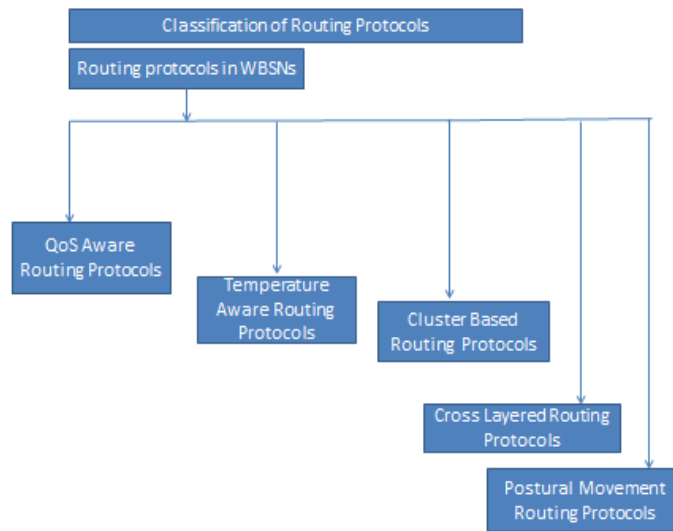 Classification of Routing Protocols
Routing protocols in WBSNs
QoS Aware
Routing Protocols
Temperature
Aware Routing
Protocols
Cluster Based
Routing Protocols
Cross Layered Routing
Protocols
Postural Movement
Routing Protocols